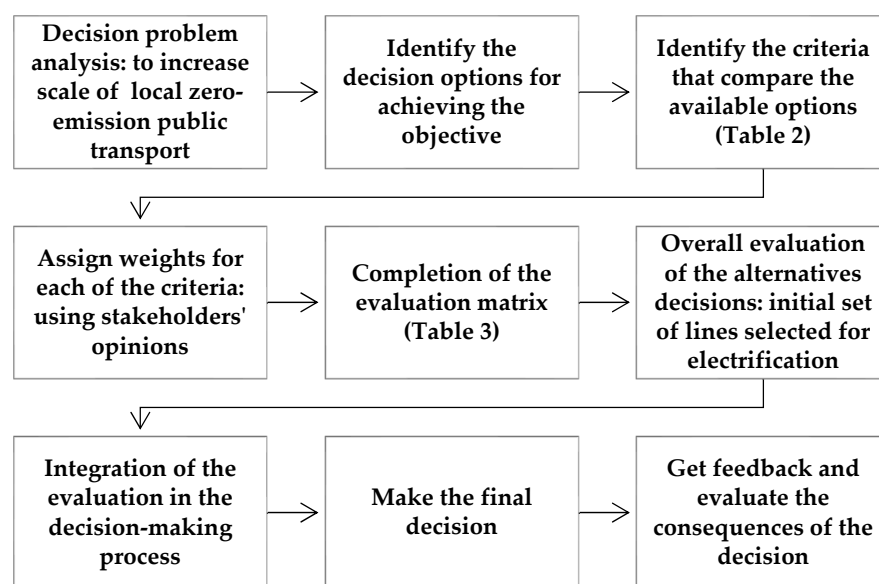 Decision problem
analysis: to increase
scale of local zero-
emission public
transport
Identify the
decision options for
achieving the
objective
Identify the criteria
that compare the
available options
(Table 2)
Assign weights for
each of the criteria:
using stakeholders'
opinions
Completion of the
evaluation matrix
(Table 3)
Overall evaluation
of the alternatives
decisions: initial set
of lines selected for
electrification
Integration of the
evaluation in the
decision-making
process
Make the final
decision
Get feedback and
evaluate the
consequences of the
decision